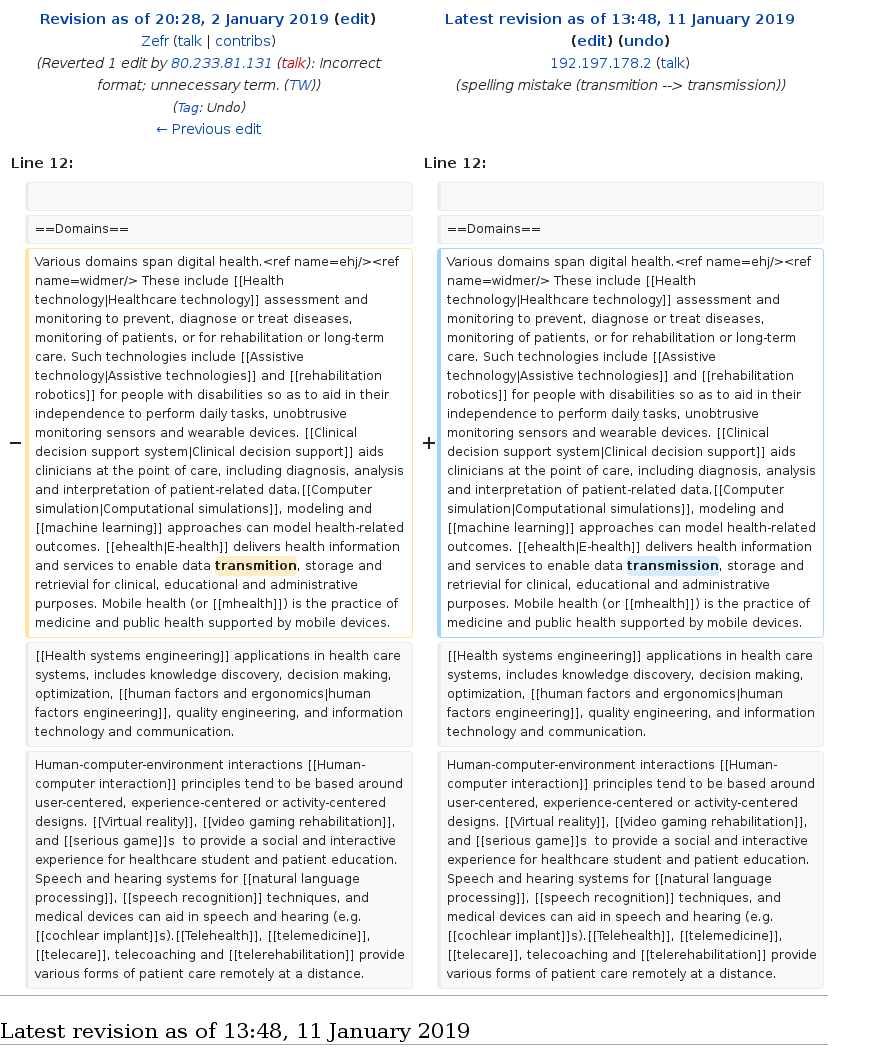 Revision as of 20:28, 2 January 2019 (edit)
Zefr (talk | contribs)
(Reverted 1 edit by 80.233.81.131 (talk): Incorrect
format; unnecessary term. (TW))
(Tag: Undo)
← Previous edit
Latest revision as of 13:48, 11 January 2019
(edit) (undo)
192.197.178.2 (talk)
(spelling mistake (transmition --> transmission))
Line 12:
==Domains==
− Various domains span digital health.<ref name=ehj/><ref
name=widmer/> These include [[Health
technology|Healthcare technology]] assessment and
monitoring to prevent, diagnose or treat diseases,
monitoring of patients, or for rehabilitation or long-term
care. Such technologies include [[Assistive
technology|Assistive technologies]] and [[rehabilitation
robotics]] for people with disabilities so as to aid in their
independence to perform daily tasks, unobtrusive
monitoring sensors and wearable devices. [[Clinical
decision support system|Clinical decision support]] aids
clinicians at the point of care, including diagnosis, analysis
and interpretation of patient-related data.[[Computer
simulation|Computational simulations]], modeling and
[[machine learning]] approaches can model health-related
outcomes. [[ehealth|E-health]] delivers health information
and services to enable data transmition, storage and
retrievial for clinical, educational and administrative
purposes. Mobile health (or [[mhealth]]) is the practice of
medicine and public health supported by mobile devices.
[[Health systems engineering]] applications in health care
systems, includes knowledge discovery, decision making,
optimization, [[human factors and ergonomics|human
factors engineering]], quality engineering, and information
technology and communication.
Human-computer-environment interactions [[Human-
computer interaction]] principles tend to be based around
user-centered, experience-centered or activity-centered
designs. [[Virtual reality]], [[video gaming rehabilitation]],
and [[serious game]]s  to provide a social and interactive
experience for healthcare student and patient education.
Speech and hearing systems for [[natural language
processing]], [[speech recognition]] techniques, and
medical devices can aid in speech and hearing (e.g.
[[cochlear implant]]s).[[Telehealth]], [[telemedicine]],
[[telecare]], telecoaching and [[telerehabilitation]] provide
various forms of patient care remotely at a distance.
Line 12:
==Domains==
+ Various domains span digital health.<ref name=ehj/><ref
name=widmer/> These include [[Health
technology|Healthcare technology]] assessment and
monitoring to prevent, diagnose or treat diseases,
monitoring of patients, or for rehabilitation or long-term
care. Such technologies include [[Assistive
technology|Assistive technologies]] and [[rehabilitation
robotics]] for people with disabilities so as to aid in their
independence to perform daily tasks, unobtrusive
monitoring sensors and wearable devices. [[Clinical
decision support system|Clinical decision support]] aids
clinicians at the point of care, including diagnosis, analysis
and interpretation of patient-related data.[[Computer
simulation|Computational simulations]], modeling and
[[machine learning]] approaches can model health-related
outcomes. [[ehealth|E-health]] delivers health information
and services to enable data transmission, storage and
retrievial for clinical, educational and administrative
purposes. Mobile health (or [[mhealth]]) is the practice of
medicine and public health supported by mobile devices.
[[Health systems engineering]] applications in health care
systems, includes knowledge discovery, decision making,
optimization, [[human factors and ergonomics|human
factors engineering]], quality engineering, and information
technology and communication.
Human-computer-environment interactions [[Human-
computer interaction]] principles tend to be based around
user-centered, experience-centered or activity-centered
designs. [[Virtual reality]], [[video gaming rehabilitation]],
and [[serious game]]s  to provide a social and interactive
experience for healthcare student and patient education.
Speech and hearing systems for [[natural language
processing]], [[speech recognition]] techniques, and
medical devices can aid in speech and hearing (e.g.
[[cochlear implant]]s).[[Telehealth]], [[telemedicine]],
[[telecare]], telecoaching and [[telerehabilitation]] provide
various forms of patient care remotely at a distance.
Latest revision as of 13:48, 11 January 2019